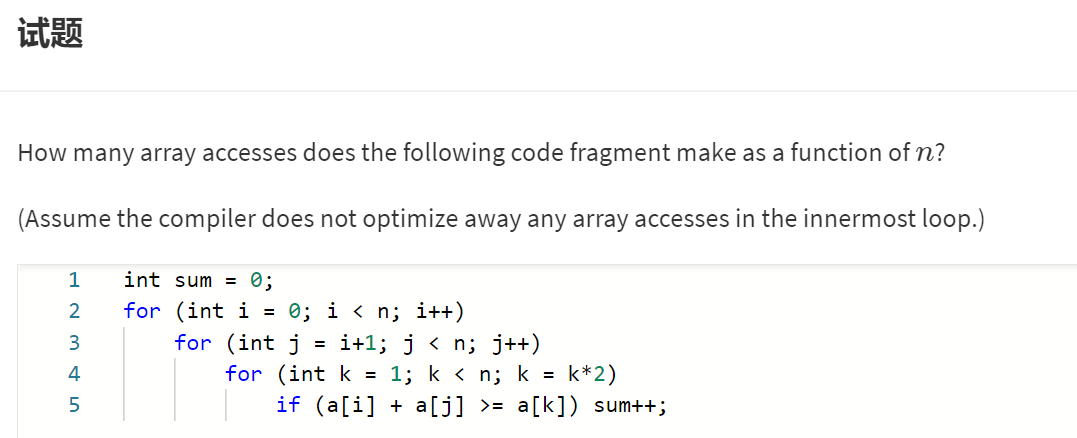 试题
How many array accesses does the following code fragment make as a function of n?
(Assume the compiler does not optimize away any array accesses in the innermost loop.)
1 int sum = 0;
2 for (int i = 0; i < n; i++)
3 for (int j = i+1; j < n; j++)
4 for (int k = 1; k < n; k = k*2)
5 if (a[i] + a[j] >= a[k]) sum++;